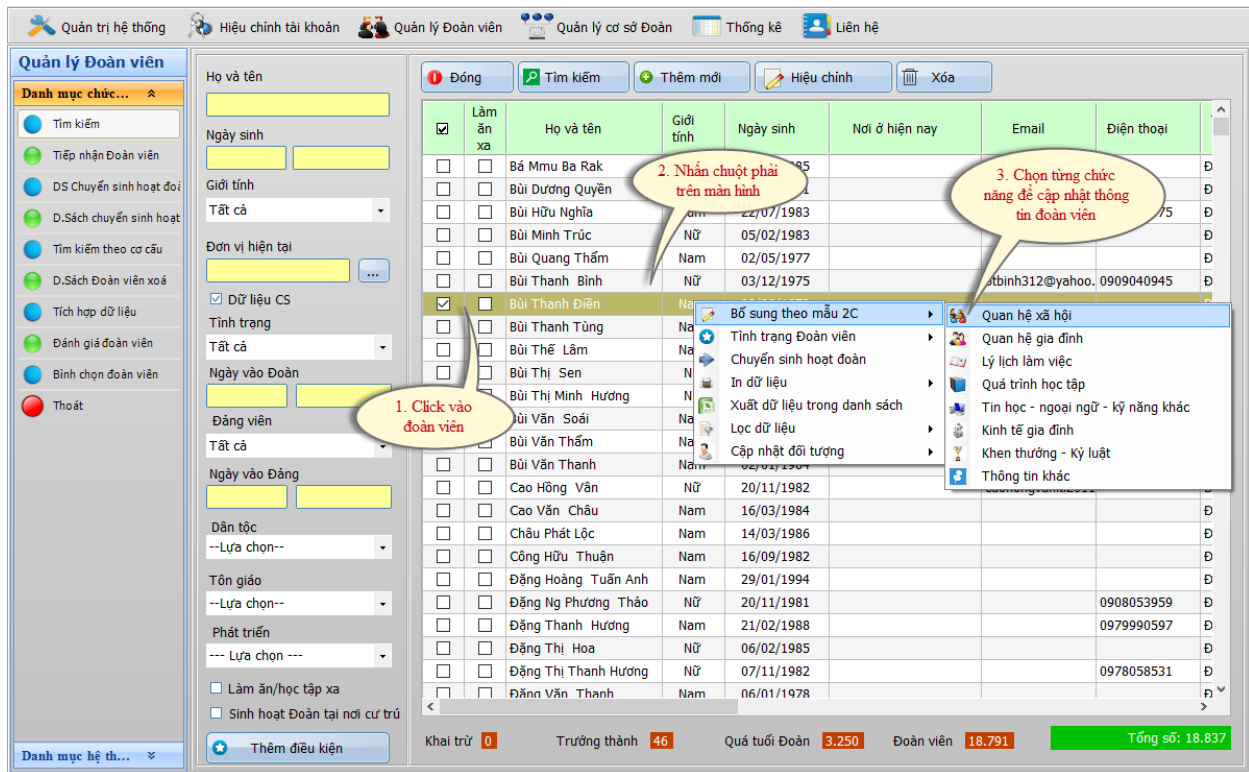 Quản trị hệ thống Hiệu chỉnh tài khoản Quản lý Đoàn viên Quản lý cơ sở Đoàn Thống kê Liên hệ
Quản lý Đoàn viên
Danh mục chức...
Tìm kiếm
Tiếp nhận Đoàn viên
DS Chuyển sinh hoạt đoà
D.Sách chuyển sinh hoạt
Tìm kiếm theo cơ cấu
D.Sách Đoàn viên xoá
Tích hợp dữ liệu
Đánh giá đoàn viên
Bình chọn đoàn viên
Thoát
Danh mục hệ th...
Họ và tên
Ngày sinh
Giới tính
Tất cả
Đơn vị hiện tại
...
Dữ liệu CS
Tình trạng
Tất cả
Ngày vào Đoàn
Đảng viên
Tất cả
Ngày vào Đảng
Dân tộc
--Lựa chọn--
Tôn giáo
--Lựa chọn--
Phát triển
--- Lựa chọn ---
Làm ăn/học tập xa
Sinh hoạt Đoàn tại nơi cư trú
Thêm điều kiện
Đóng Tìm kiếm Thêm mới Hiệu chỉnh Xóa
Làm ăn xa Họ và tên Giới tính Ngày sinh Nơi ở hiện nay Email Điện thoại
Bá Mmu Ba Rak 85 Đ
Bùi Dương Quyền 1 Đ
Bùi Hữu Nghĩa 22/07/1983 75 Đ
Bùi Minh Trúc Nữ 05/02/1983
Bùi Quang Thẩm Nam 02/05/1977 Đ
Bùi Thanh Bình Nữ 03/12/1975 btbinh312@yahoo. 0909040945 Đ
Bùi Thanh Điền Na
Bùi Thanh Tùng Na
Bùi Thế Lâm Na
Bùi Thị Sen N
Bùi Thị Minh Hương N
Bùi Văn Soái Na
Bùi Văn Thẩm Na
Bùi Văn Thanh Nam 02/01/1984
Cao Hồng Vân Nữ 20/11/1982
Cao Văn Châu Nam 16/03/1984 Đ
Châu Phát Lộc Nam 14/03/1986 Đ
Công Hữu Thuận Nam 16/09/1982 Đ
Đặng Hoàng Tuấn Anh Nam 29/01/1994 Đ
Đặng Ng Phương Thảo Nữ 20/11/1981 0908053959 Đ
Đặng Thanh Hương Nam 21/02/1988 0979990597 Đ
Đặng Thị Hoa Nữ 06/02/1985 Đ
Đặng Thị Thanh Hương Nữ 07/11/1982 0978058531 Đ
Đặng Văn Thanh Nam 06/01/1978 Đ
1. Click vào
đoàn viên
2. Nhấn chuột phải
trên màn hình
3. Chọn từng chức
năng để cập nhật thông
tin đoàn viên
Bổ sung theo mẫu 2C
Tình trạng Đoàn viên
Chuyển sinh hoạt đoàn
In dữ liệu
Xuất dữ liệu trong danh sách
Lọc dữ liệu
Cập nhật đối tượng
Quan hệ xã hội
Quan hệ gia đình
Lý lịch làm việc
Quá trình học tập
Tin học - ngoại ngữ - kỹ năng khác
Kinh tế gia đình
Khen thưởng - Kỷ luật
Thông tin khác
Khai trừ 0 Trưởng thành 46 Quá tuổi Đoàn 3.250 Đoàn viên 18.791 Tổng số: 18.837